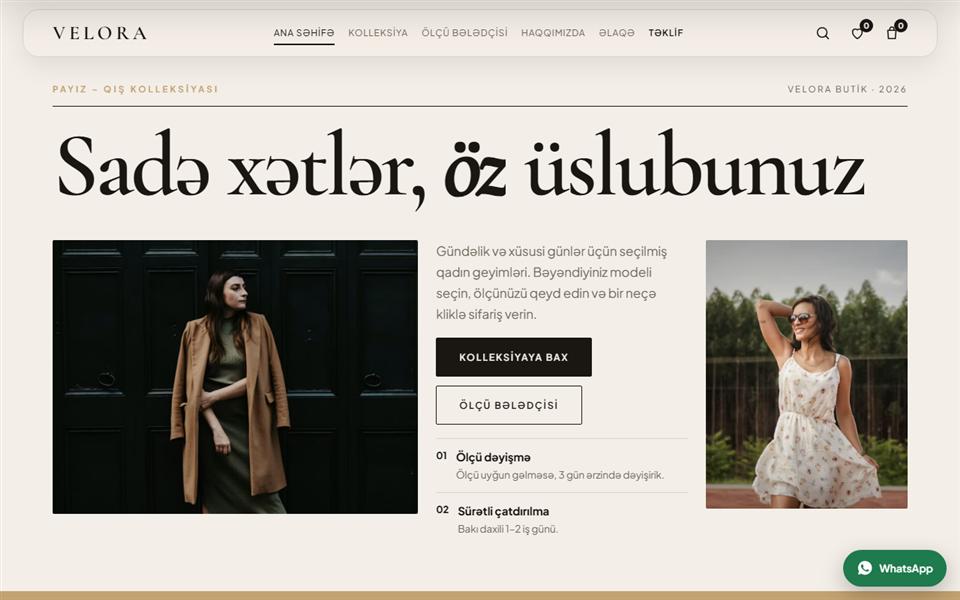 VELORA
ANA SƏHİFƏ
KOLLEKSİYA
ÖLÇÜ BƏLƏDÇİSİ
HAQQIMIZDA
ƏLAQƏ
TƏKLİF
0
0
PAYIZ – QIŞ KOLLEKSİYASI
VELORA BUTİK · 2026
Sadə xətlər, öz üslubunuz
Gündəlik və xüsusi günlər üçün seçilmiş
qadın geyimləri. Bəyəndiyiniz modeli
seçin, ölçünüzü qeyd edin və bir neçə
kliklə sifariş verin.
KOLLEKSİYAYA BAX
ÖLÇÜ BƏLƏDÇİSİ
01 Ölçü dəyişmə
Ölçü uyğun gəlməsə, 3 gün ərzində dəyişirik.
02 Sürətli çatdırılma
Bakı daxili 1–2 iş günü.
WhatsApp